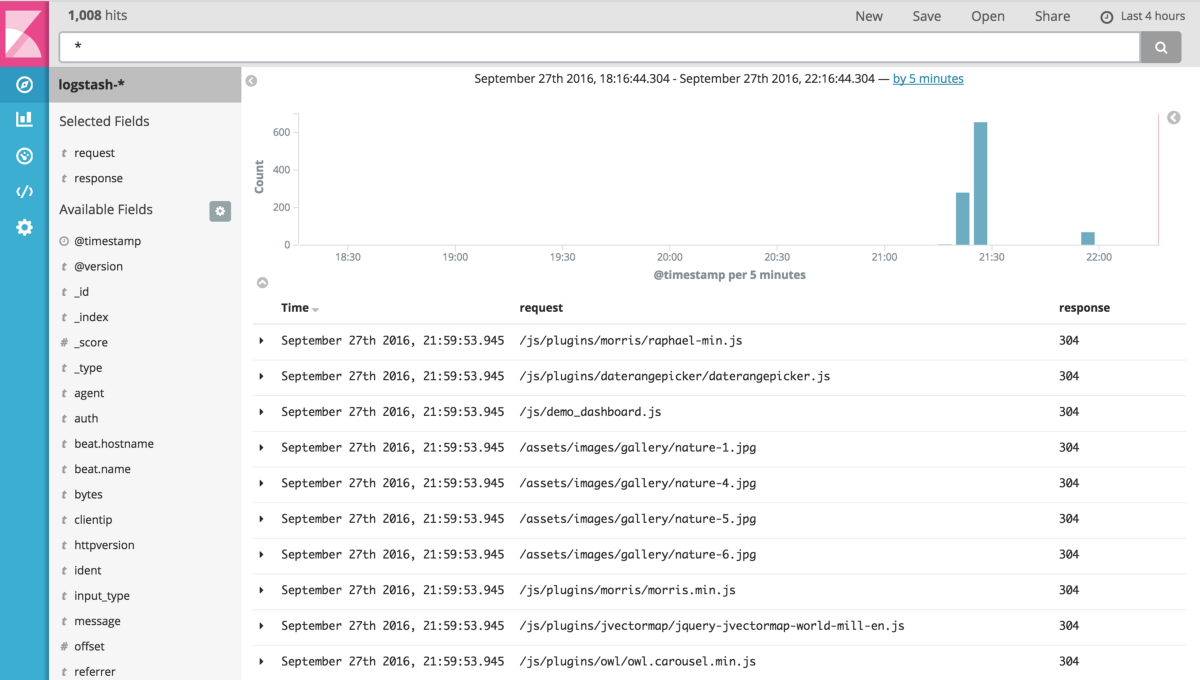 1,008 hits
New Save Open Share Last 4 hours
*
logstash-*
Selected Fields
t request
t response
Available Fields
@timestamp
t @version
t _id
t _index
# _score
t _type
t agent
t auth
t beat.hostname
t beat.name
t bytes
t clientip
t httpversion
t ident
t input_type
t message
# offset
t referrer
September 27th 2016, 18:16:44.304 - September 27th 2016, 22:16:44.304 — by 5 minutes
Count
600
400
200
0
18:30 19:00 19:30 20:00 20:30 21:00 21:30 22:00
@timestamp per 5 minutes
Time request response
September 27th 2016, 21:59:53.945 /js/plugins/morris/raphael-min.js 304
September 27th 2016, 21:59:53.945 /js/plugins/daterangepicker/daterangepicker.js 304
September 27th 2016, 21:59:53.945 /js/demo_dashboard.js 304
September 27th 2016, 21:59:53.945 /assets/images/gallery/nature-1.jpg 304
September 27th 2016, 21:59:53.945 /assets/images/gallery/nature-4.jpg 304
September 27th 2016, 21:59:53.945 /assets/images/gallery/nature-5.jpg 304
September 27th 2016, 21:59:53.945 /assets/images/gallery/nature-6.jpg 304
September 27th 2016, 21:59:53.945 /js/plugins/morris/morris.min.js 304
September 27th 2016, 21:59:53.945 /js/plugins/jvectormap/jquery-jvectormap-world-mill-en.js 304
September 27th 2016, 21:59:53.945 /js/plugins/owl/owl.carousel.min.js 304